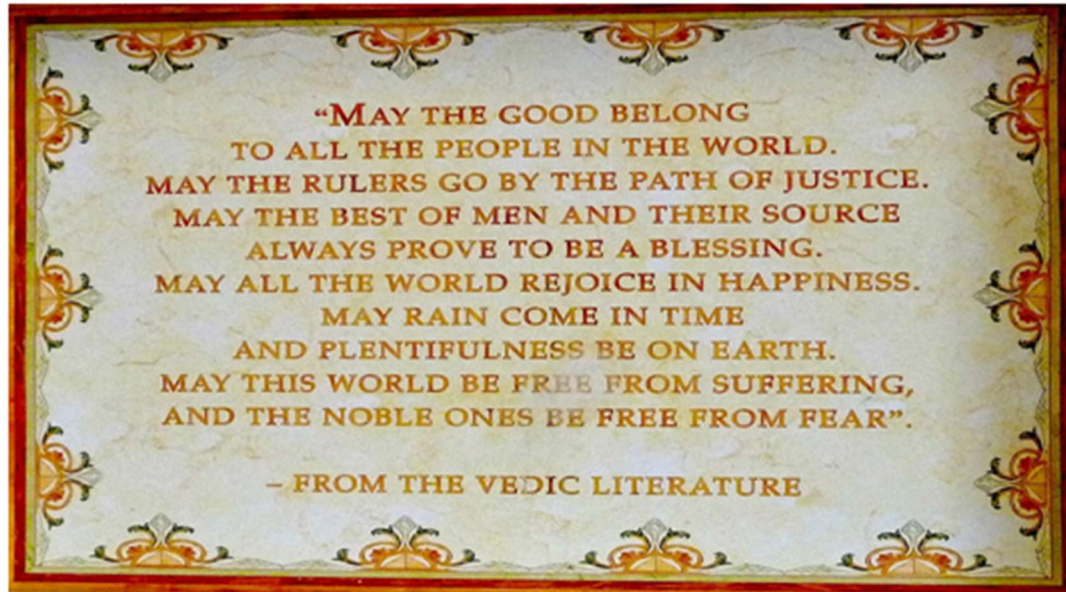 “MAY THE GOOD BELONG
TO ALL THE PEOPLE IN THE WORLD.
MAY THE RULERS GO BY THE PATH OF JUSTICE.
MAY THE BEST OF MEN AND THEIR SOURCE
ALWAYS PROVE TO BE A BLESSING.
MAY ALL THE WORLD REJOICE IN HAPPINESS.
MAY RAIN COME IN TIME
AND PLENTIFULNESS BE ON EARTH.
MAY THIS WORLD BE FREE FROM SUFFERING,
AND THE NOBLE ONES BE FREE FROM FEAR”.
– FROM THE VEDIC LITERATURE